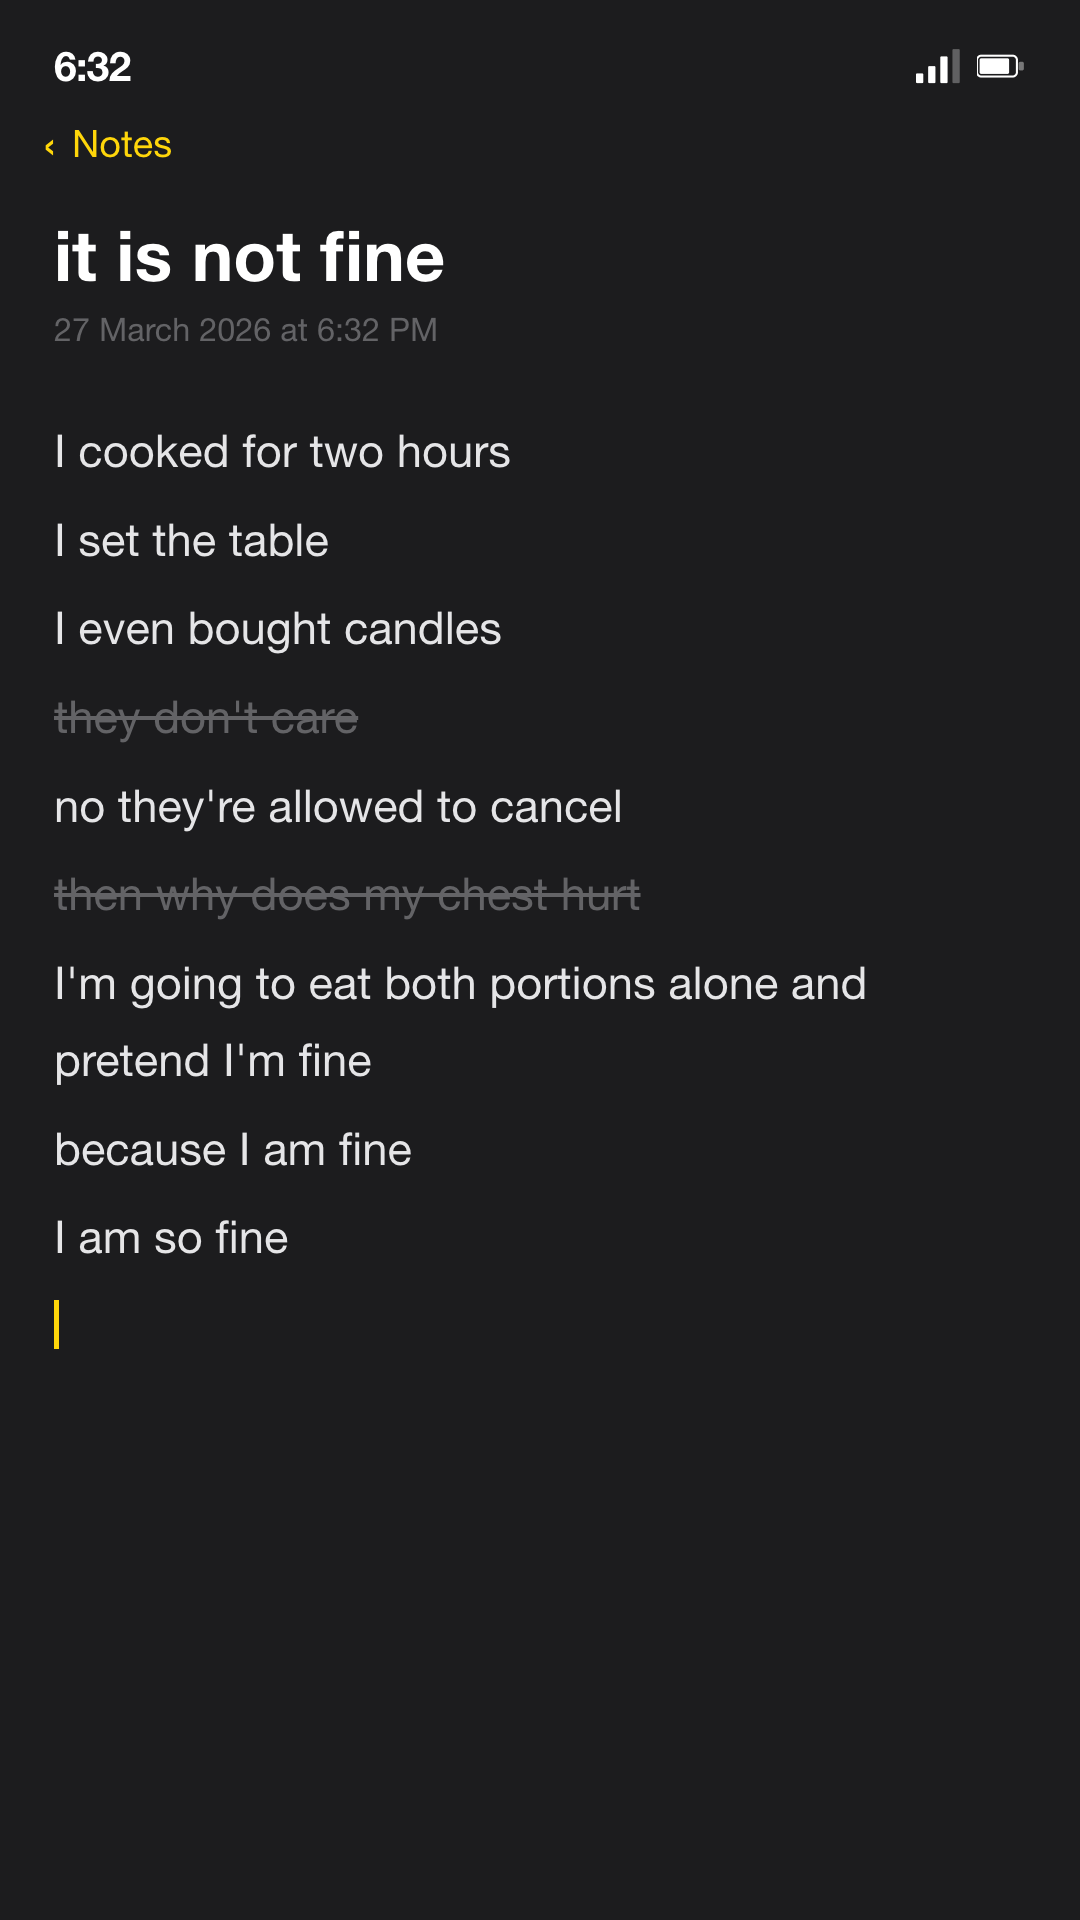 6:32
‹ Notes
it is not fine
27 March 2026 at 6:32 PM
I cooked for two hours
I set the table
I even bought candles
they don't care
no they're allowed to cancel
then why does my chest hurt
I'm going to eat both portions alone and
pretend I'm fine
because I am fine
I am so fine